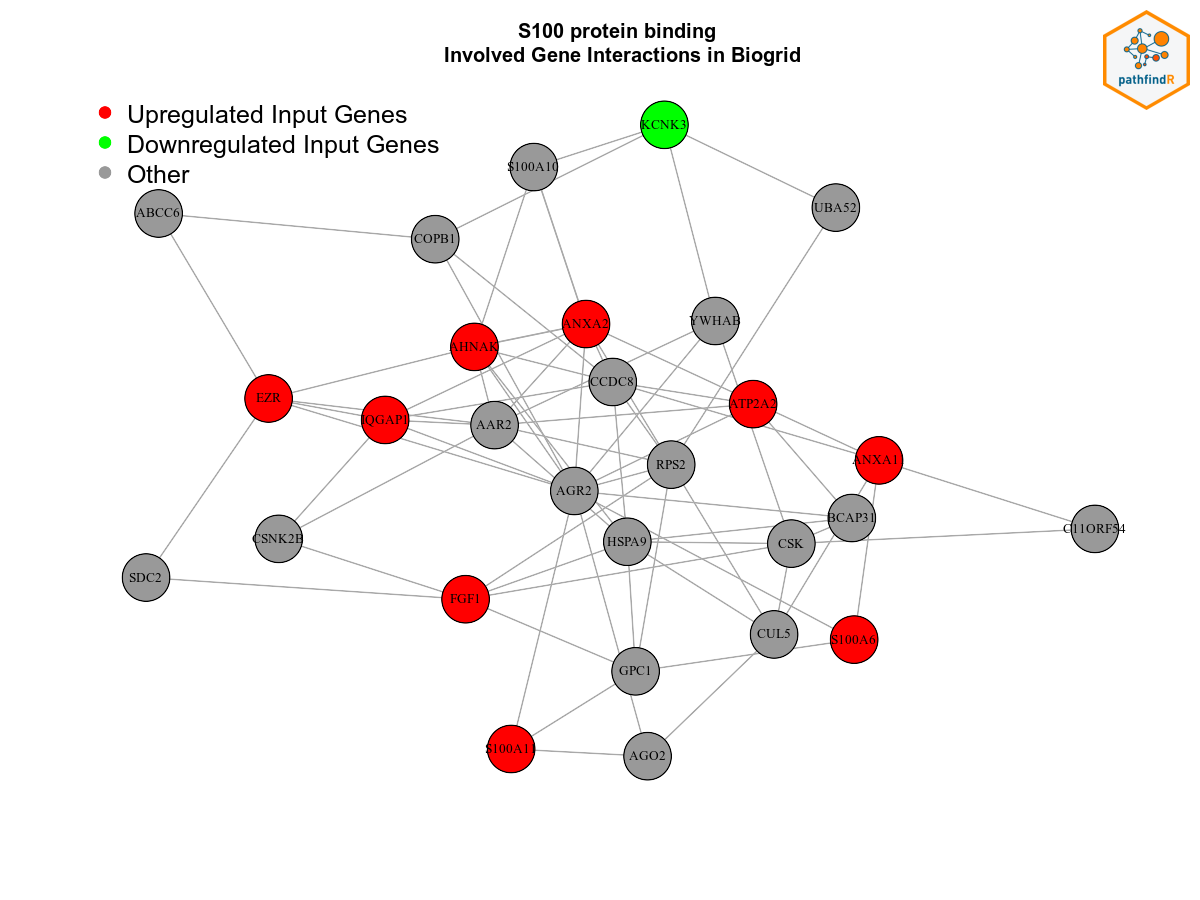 S100 protein binding
Involved Gene Interactions in Biogrid
pathfindR
Upregulated Input Genes
Downregulated Input Genes
Other
KCNK3
S100A10
ABCC6
UBA52
COPB1
ANXA2
YWHAB
AHNAK
CCDC8
EZR
ATP2A2
IQGAP1
AAR2
ANXA1
RPS2
AGR2
BCAP31
C11ORF54
CSNK2B
HSPA9
CSK
SDC2
FGF1
CUL5
S100A6
GPC1
S100A11
AGO2